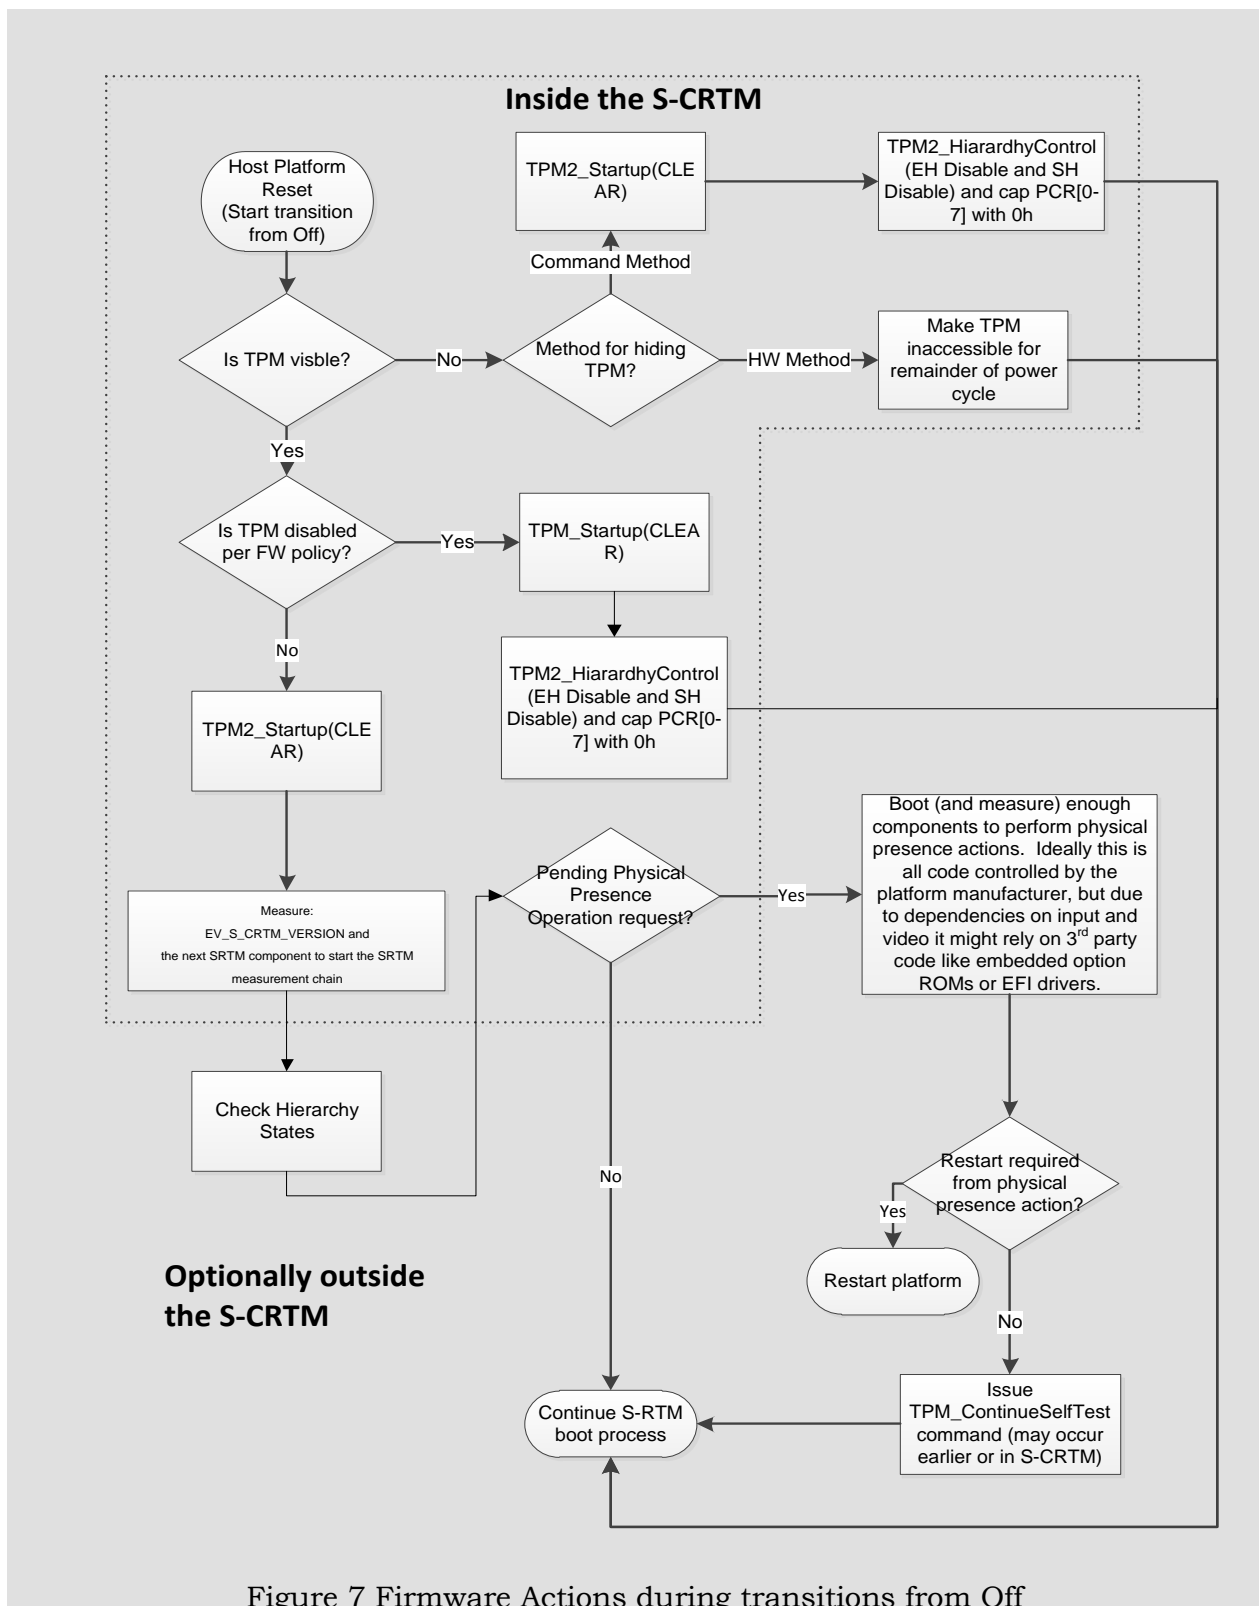 Inside the S-CRTM
Host Platform
Reset
(Start transition
from Off)
TPM2_Startup(CLE
AR)
TPM2_HiarardhyControl
(EH Disable and SH
Disable) and cap PCR[0-
7] with 0h
Command Method
Is TPM visble?
No
Method for hiding
TPM?
HW Method
Make TPM
inaccessible for
remainder of power
cycle
Yes
Is TPM disabled
per FW policy?
Yes
TPM_Startup(CLEA
R)
No
TPM2_HiarardhyControl
(EH Disable and SH
Disable) and cap PCR[0-
7] with 0h
TPM2_Startup(CLE
AR)
Measure:
EV_S_CRTM_VERSION and
the next SRTM component to start the SRTM
measurement chain
Pending Physical
Presence
Operation request?
Yes
Boot (and measure) enough
components to perform physical
presence actions.  Ideally this is
all code controlled by the
platform manufacturer, but due
to dependencies on input and
video it might rely on 3rd party
code like embedded option
ROMs or EFI drivers.
Check Hierarchy
States
No
Restart required
from physical
presence action?
Yes
Restart platform
No
Optionally outside
the S-CRTM
Issue
TPM_ContinueSelfTest
command (may occur
earlier or in S-CRTM)
Continue S-RTM
boot process
Figure 7 Firmware Actions during transitions from Off